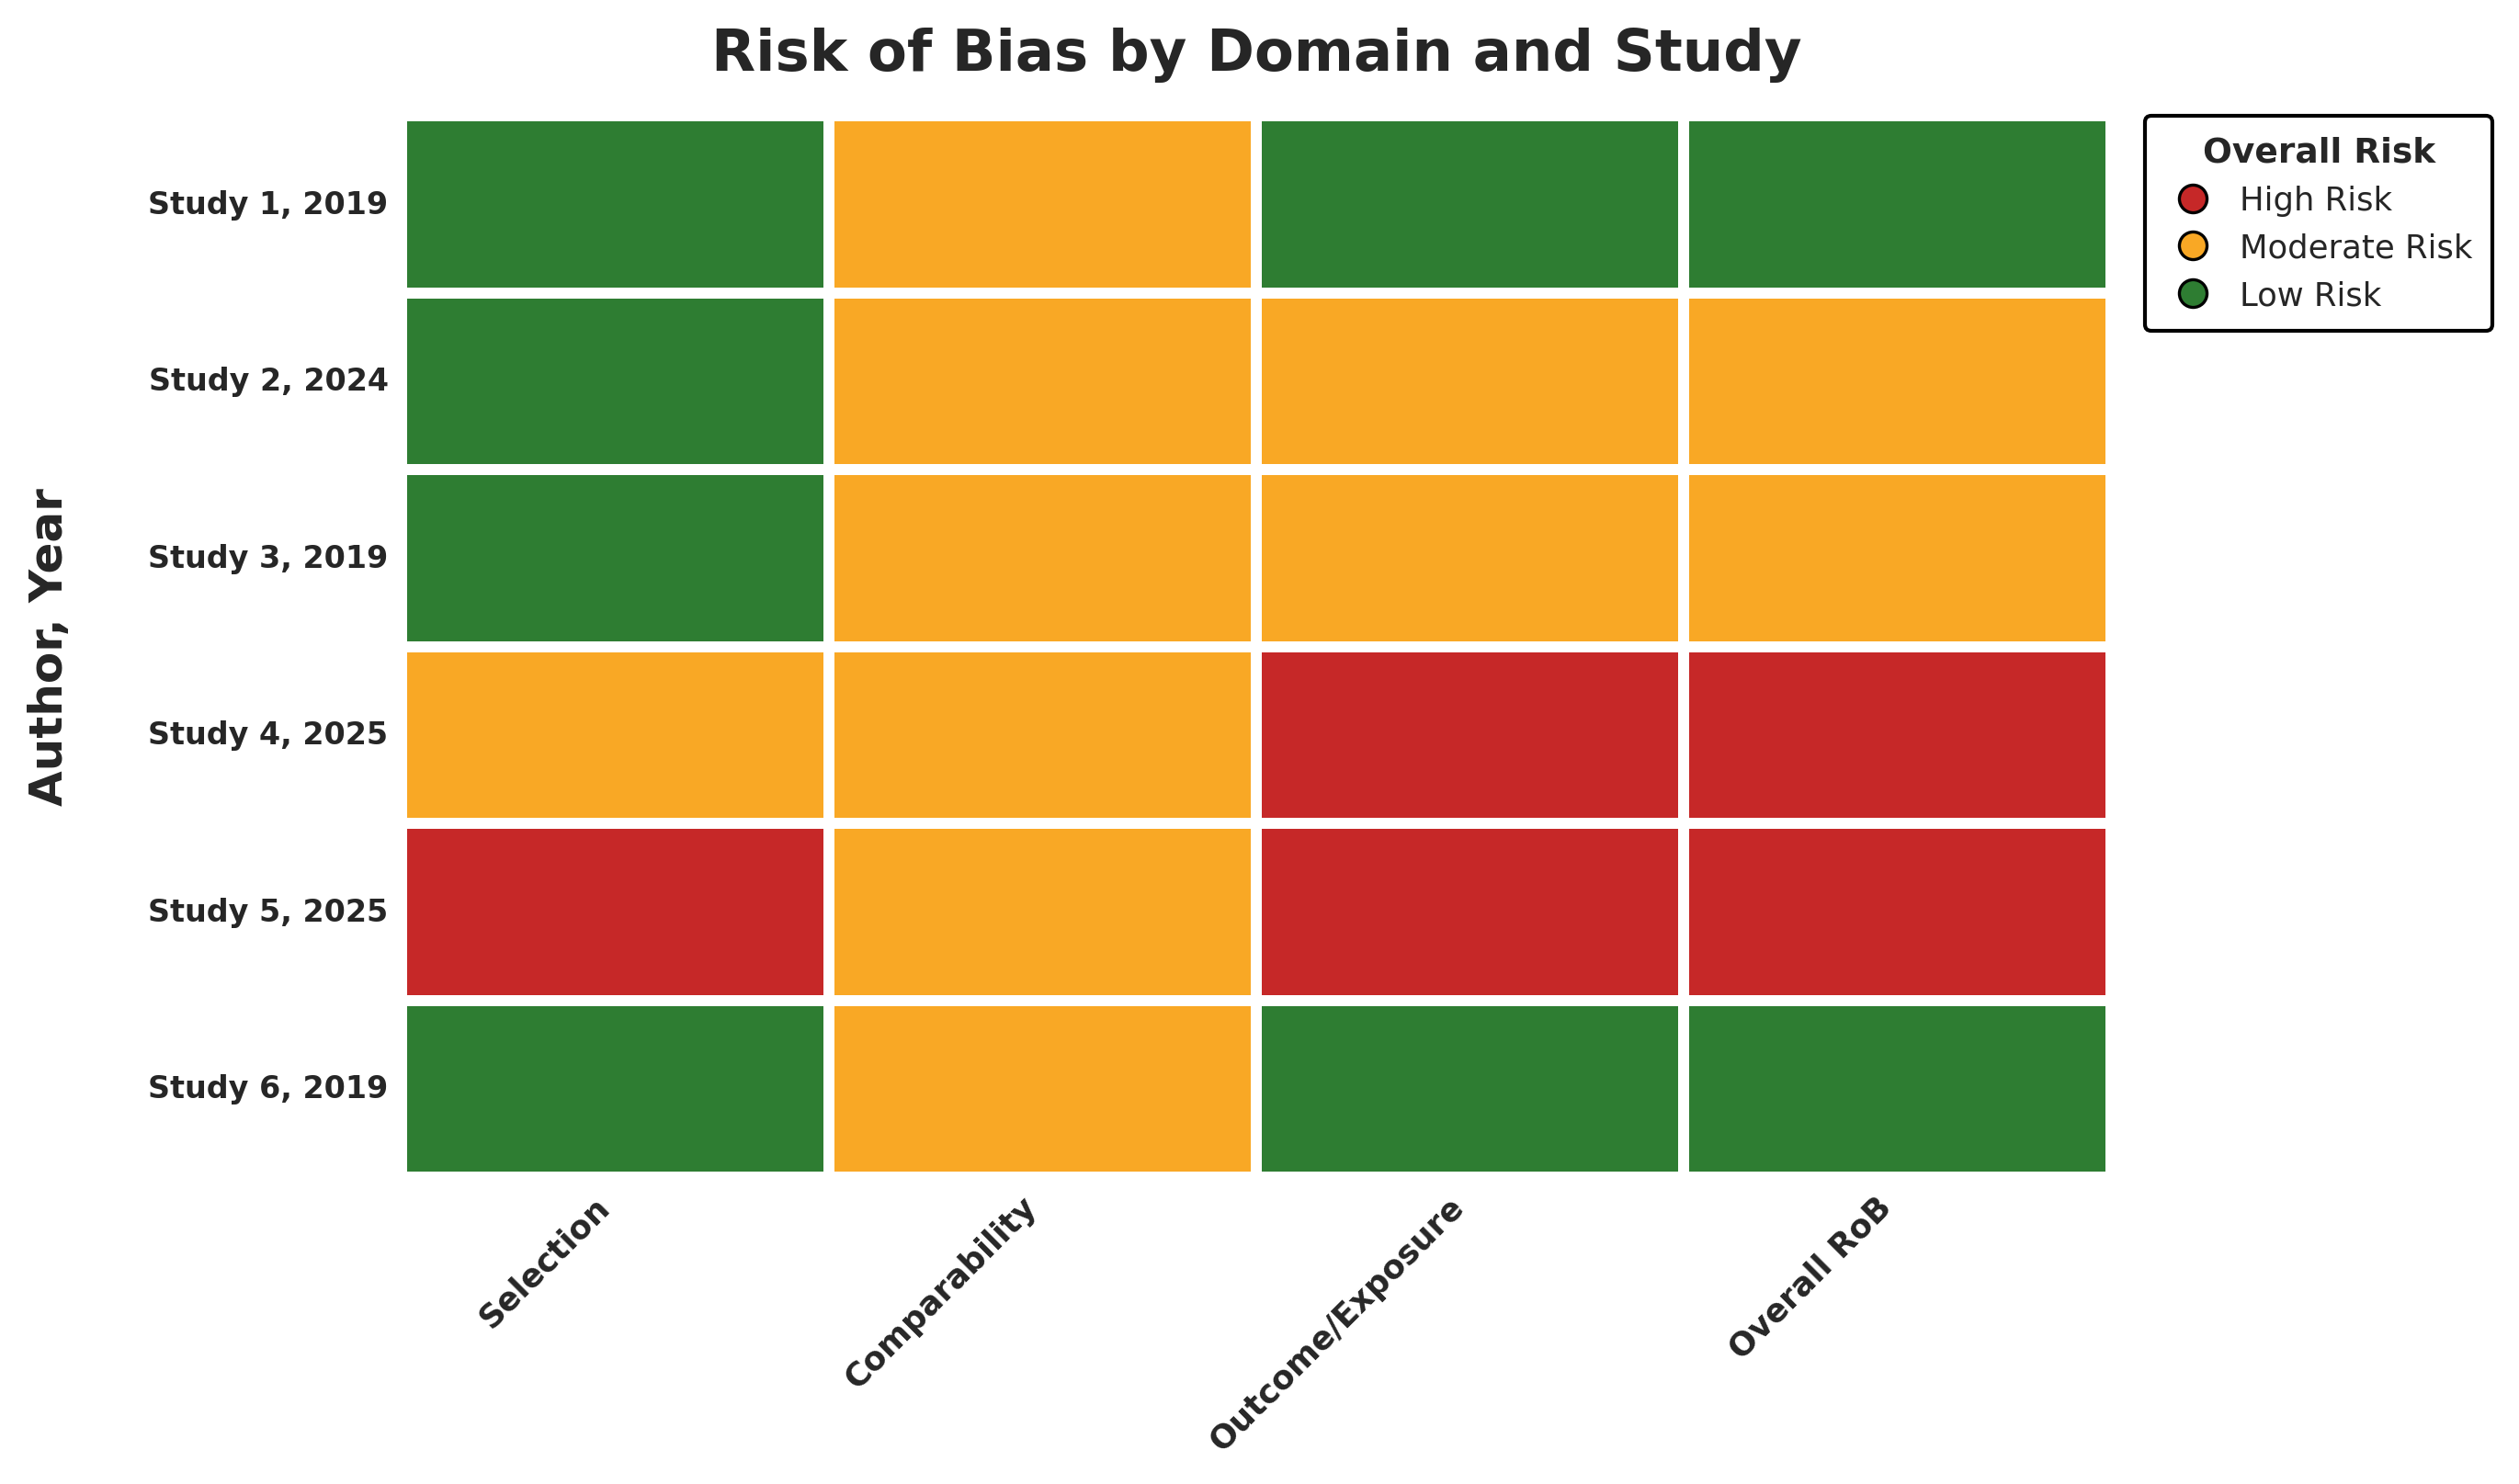 Risk of Bias by Domain and Study
Overall Risk
High Risk
Moderate Risk
Low Risk
Author, Year
Study 1, 2019
Study 2, 2024
Study 3, 2019
Study 4, 2025
Study 5, 2025
Study 6, 2019
Selection
Comparability
Outcome/Exposure
Overall RoB